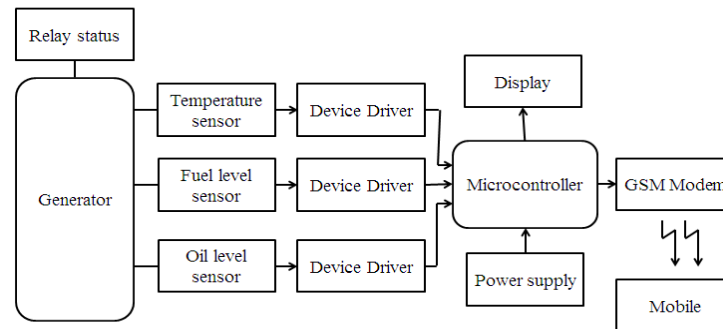 Relay status
Generator
Temperature
sensor
Device Driver
Fuel level
sensor
Device Driver
Oil level
sensor
Device Driver
Display
Microcontroller
Power supply
GSM Modem
Mobile